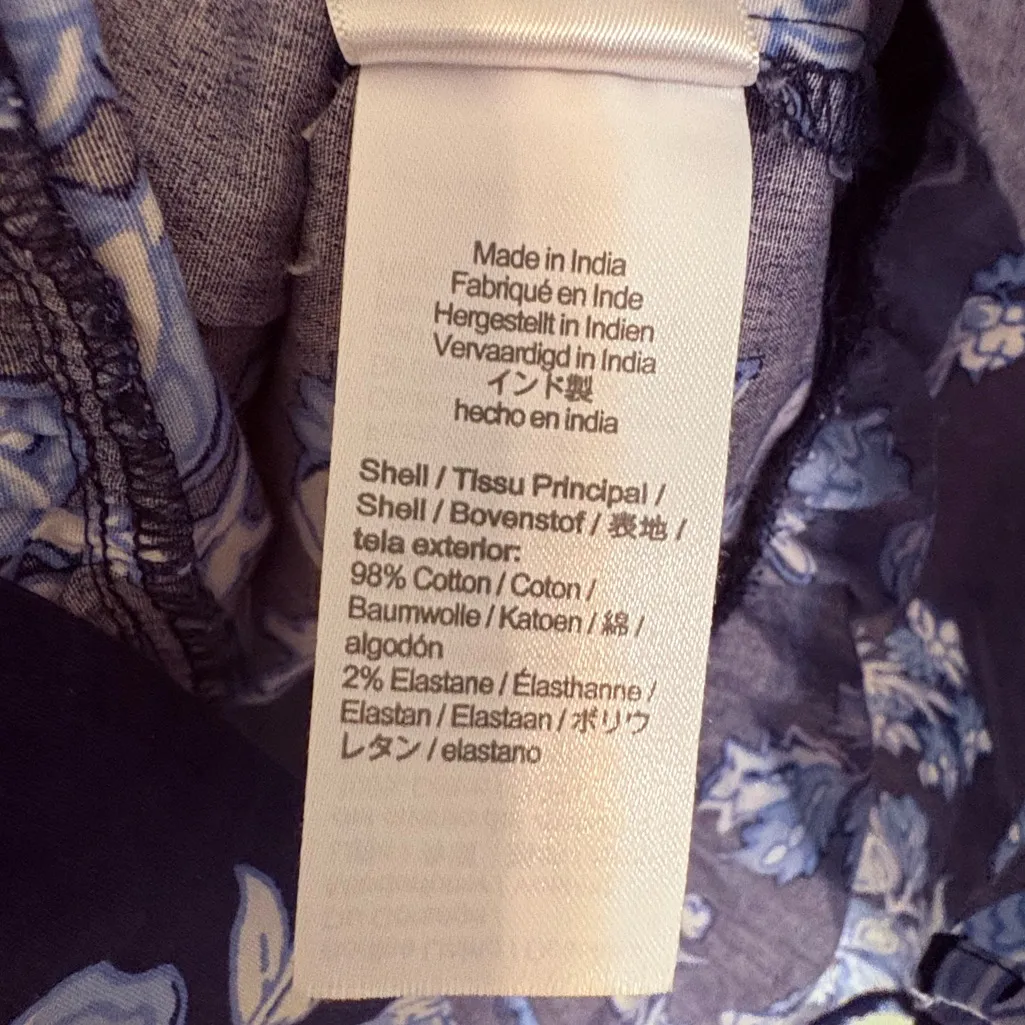 Made in India
Fabriqué en Inde
Hergestellt in Indien
Vervaardigd in India
インド製
hecho en india
Shell / Tissu Principal /
Shell / Bovenstof / 表地 /
tela exterior:
98% Cotton / Coton /
Baumwolle / Katoen / 綿 /
algodón
2% Elastane / Élasthanne /
Elastan / Elastaan / ポリウ
レタン / elastano